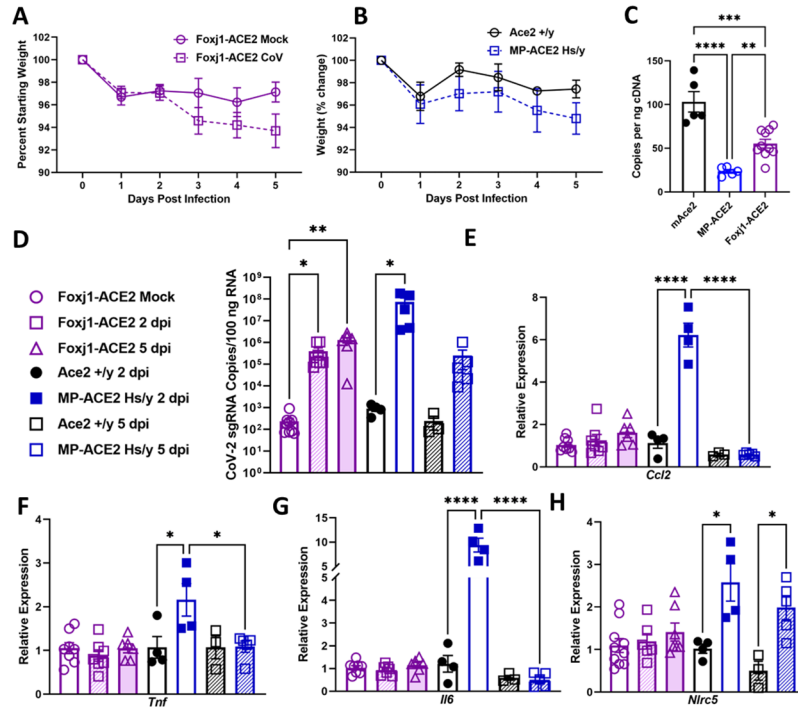 A
Foxj1-ACE2 Mock
Foxj1-ACE2 CoV
Percent Starting Weight
102
100
98
96
94
92
90
0
1
2
3
4
5
Days Post Infection
B
Ace2 +/y
MP-ACE2 Hs/y
Weight (% change)
102
100
98
96
94
92
90
0
1
2
3
4
5
Days Post Infection
C
***
****
**
Copies per ng cDNA
150
100
50
0
mAce2
MP-ACE2
Foxj1-ACE2
D
Foxj1-ACE2 Mock
Foxj1-ACE2 2 dpi
Foxj1-ACE2 5 dpi
Ace2 +/y 2 dpi
MP-ACE2 Hs/y 2 dpi
Ace2 +/y 5 dpi
MP-ACE2 Hs/y 5 dpi
**
*
*
CoV-2 sgRNA Copies/100 ng RNA
10⁹
10⁸
10⁷
10⁶
10⁵
10⁴
10³
10²
10¹
10⁰
E
****
****
Relative Expression
8
6
4
2
0
Ccl2
F
*
*
Relative Expression
4
3
2
1
0
Tnf
G
****
****
Relative Expression
15
10
5
2
1
0
Il6
H
*
*
Relative Expression
4
3
2
1
0
Nlrc5